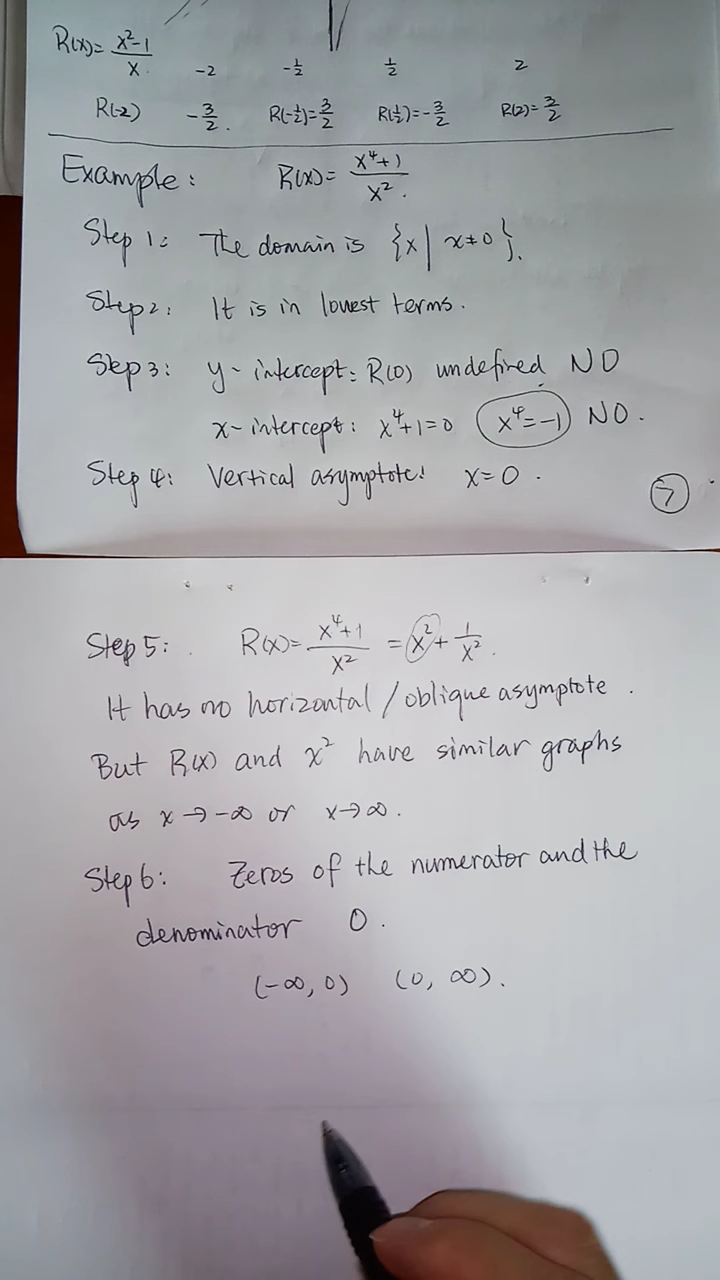 R(x)= x²-1/x -2 -1/2 1/2 2
R(-2) -3/2. R(-1/2)=3/2 R(1/2)=-3/2 R(2)=3/2
Example: R(x)= x⁴+1/x².
Step 1: The domain is {x| x≠0}.
Step 2: It is in lowest terms.
Step 3: y-intercept: R(0) undefined NO
x-intercept: x⁴+1=0 x⁴=-1 NO.
Step 4: Vertical asymptote: x=0.
7
Step 5: R(x)= x⁴+1/x² = x²+1/x².
It has no horizontal/oblique asymptote.
But R(x) and x² have similar graphs
as x→-∞ or x→∞.
Step 6: Zeros of the numerator and the
denominator 0.
(-∞, 0) (0, ∞).